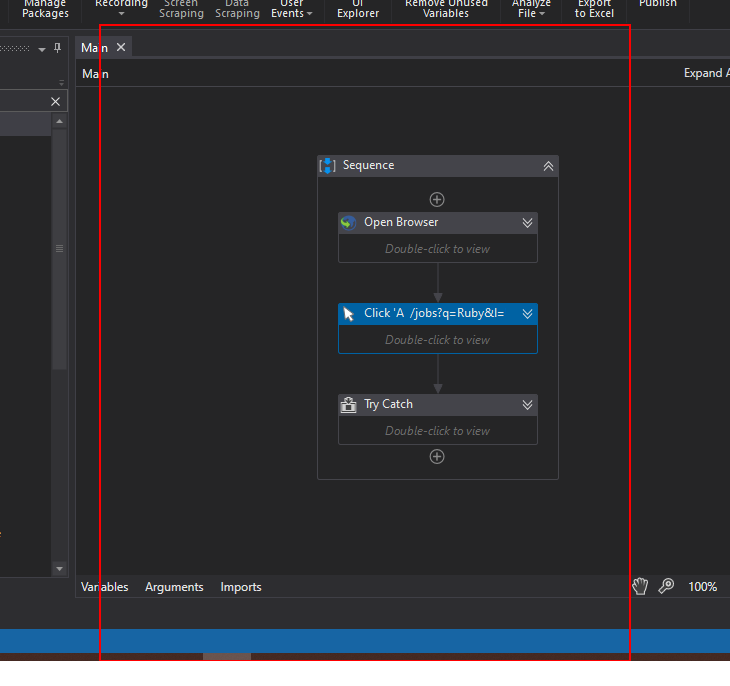 Manage
Packages
Recording
Screen
Scraping
Data
Scraping
User
Events
UI
Explorer
Remove Unused
Variables
Analyze
File
Export
to Excel
Publish
Main
Main
Expand A
Sequence
Open Browser
Double-click to view
Click 'A /jobs?q=Ruby&l=
Double-click to view
Try Catch
Double-click to view
Variables Arguments Imports
100%